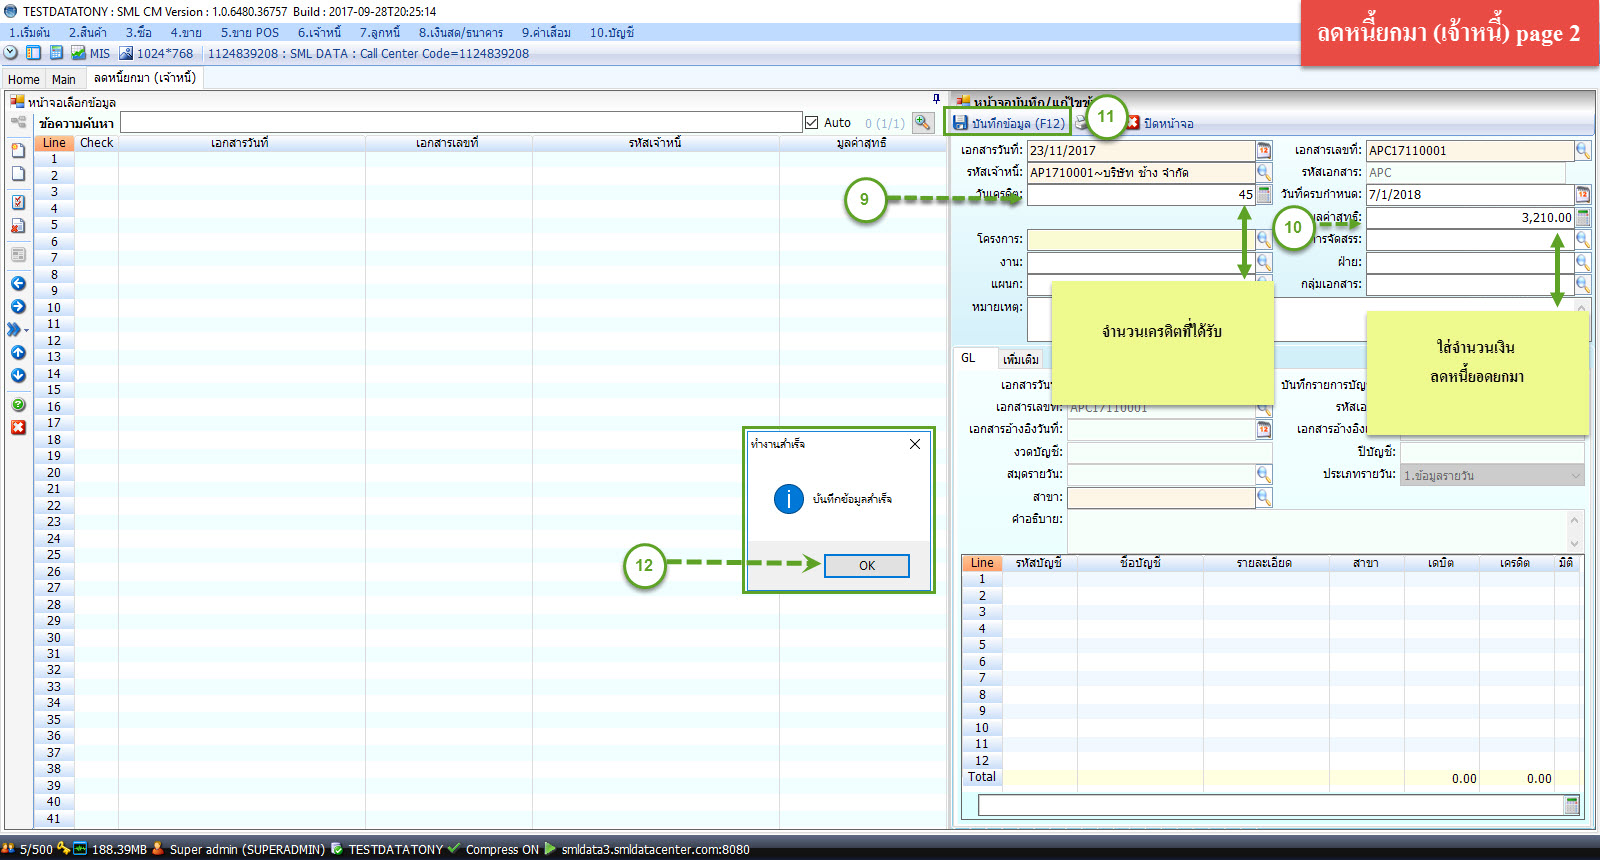 TESTDATATONY : SML CM Version : 1.0.6480.36757 Build : 2017-09-28T20:25:14
ลดหนี้ยกมา (เจ้าหนี้) page 2
1.เริ่มต้น 2.สินค้า 3.ซื้อ 4.ขาย 5.ขาย POS 6.เจ้าหนี้ 7.ลูกหนี้ 8.เงินสด/ธนาคาร 9.ค่าเสื่อม 10.บัญชี
MIS 1024*768 1124839208 : SML DATA : Call Center Code=1124839208
Home Main ลดหนี้ยกมา (เจ้าหนี้)
หน้าจอเลือกข้อมูล
ข้อความค้นหา Auto 0 (1/1)
Line Check เอกสารวันที่ เอกสารเลขที่ รหัสเจ้าหนี้ มูลค่าสุทธิ
1
2
3
4
5
6
7
8
9
10
11
12
13
14
15
16
17
18
19
20
21
22
23
24
25
26
27
28
29
30
31
32
33
34
35
36
37
38
39
40
41
หน้าจอบันทึก/แก้ไข
บันทึกข้อมูล (F12) 11 ปิดหน้าจอ
เอกสารวันที่: 23/11/2017 เอกสารเลขที่: APC17110001
รหัสเจ้าหนี้: AP1710001~บริษัท ช้าง จำกัด รหัสเอกสาร: APC
9 วันเครดิต: 45 วันที่ครบกำหนด: 7/1/2018
10 มูลค่าสุทธิ: 3,210.00
โครงการ: การจัดสรร:
งาน: ฝ่าย:
แผนก: กลุ่มเอกสาร:
หมายเหตุ:
จำนวนเครดิตที่ได้รับ
ใส่จำนวนเงิน
ลดหนี้ยอดยกมา
GL เพิ่มเติม
เอกสารวัน บันทึกรายการบัญ
เอกสารเลขที่: APC17110001 รหัสเอ
เอกสารอ้างอิงวันที่: เอกสารอ้างอิง
งวดบัญชี: ปีบัญชี:
สมุดรายวัน: ประเภทรายวัน: 1.ข้อมูลรายวัน
สาขา:
คำอธิบาย:
Line รหัสบัญชี ชื่อบัญชี รายละเอียด สาขา เดบิต เครดิต มิติ
1
2
3
4
5
6
7
8
9
10
11
12
Total 0.00 0.00
ทำงานสำเร็จ
บันทึกข้อมูลสำเร็จ
12 OK
5/500 188.39MB Super admin (SUPERADMIN) TESTDATATONY Compress ON smldata3.smldatacenter.com:8080